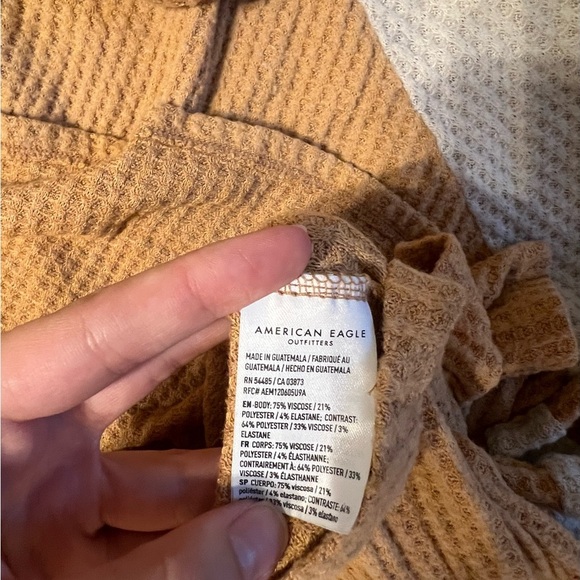 AMERICAN EAGLE
OUTFITTERS
MADE IN GUATEMALA / FABRIQUÉ AU
GUATEMALA / HECHO EN GUATEMALA
RN 54485 / CA 03873
RFC# AEM120605U9A
EN BODY: 75% VISCOSE / 21%
POLYESTER / 4% ELASTANE; CONTRAST:
64% POLYESTER / 33% VISCOSE / 3%
ELASTANE
FR CORPS: 75% VISCOSE / 21%
POLYESTER / 4% ÉLASTHANNE;
CONTRAIREMENT À: 64% POLYESTER / 33%
VISCOSE / 3% ÉLASTHANNE
SP CUERPO: 75% viscosa / 21%
poliéster / 4% elastano; CONTRASTE: 64%
poliéster / 33% viscosa / 3% elastano